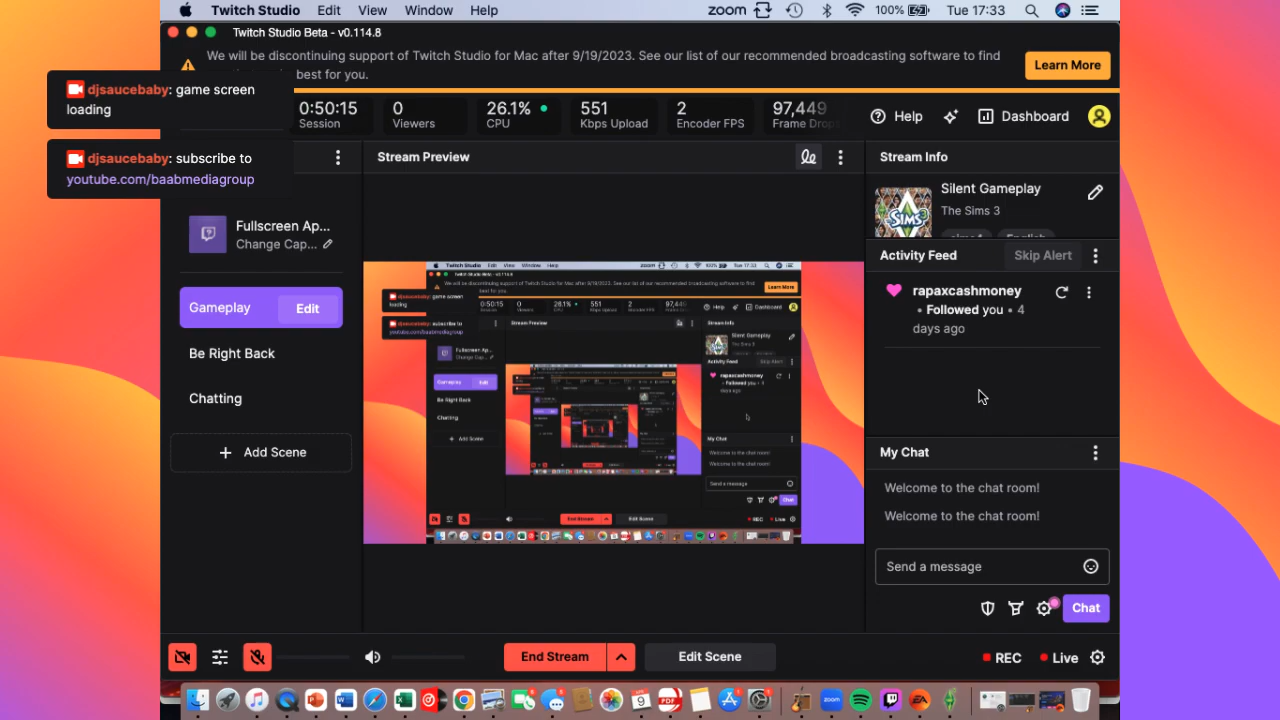 Twitch Studio Edit View Window Help
zoom 100% Tue 17:33
Twitch Studio Beta - v0.114.8
We will be discontinuing support of Twitch Studio for Mac after 9/19/2023. See our list of our recommended broadcasting software to find
best for you.
Learn More
djsaucebaby: game screen
loading
djsaucebaby: subscribe to
youtube.com/baabmediagroup
0:50:15
Session
0
Viewers
26.1%
CPU
551
Kbps Upload
2
Encoder FPS
97,449
Frame Drop
Help
Dashboard
Stream Preview
Fullscreen Ap...
Change Cap...
Gameplay
Edit
Be Right Back
Chatting
Add Scene
Stream Info
Silent Gameplay
The Sims 3
English
Activity Feed
Skip Alert
rapaxcashmoney
• Followed you • 4
days ago
My Chat
Welcome to the chat room!
Welcome to the chat room!
Send a message
Chat
End Stream
Edit Scene
REC
Live